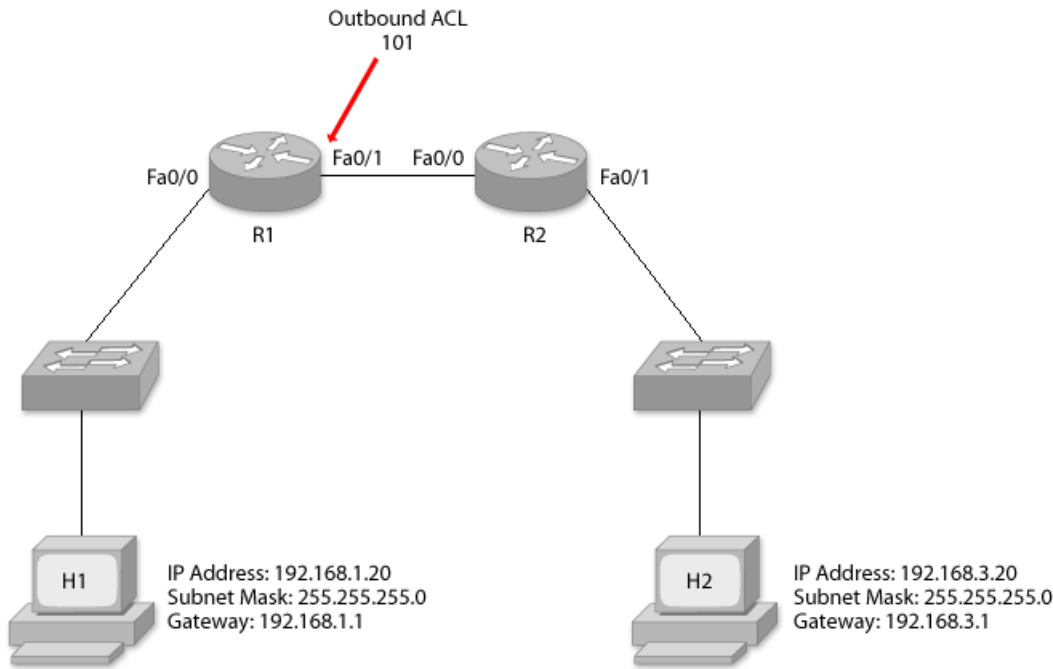 Outbound ACL
101
Fa0/0
Fa0/1
Fa0/0
Fa0/1
R1
R2
H1
IP Address: 192.168.1.20
Subnet Mask: 255.255.255.0
Gateway: 192.168.1.1
H2
IP Address: 192.168.3.20
Subnet Mask: 255.255.255.0
Gateway: 192.168.3.1